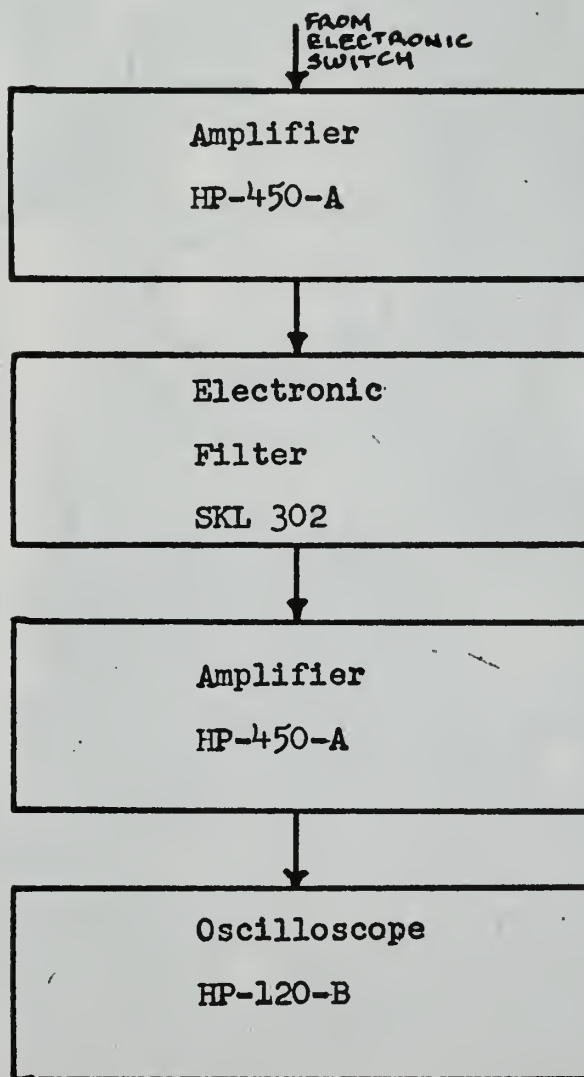 FROM
ELECTRONIC
SWITCH
Amplifier
HP-450-A
Electronic
Filter
SKL 302
Amplifier
HP-450-A
Oscilloscope
HP-120-B